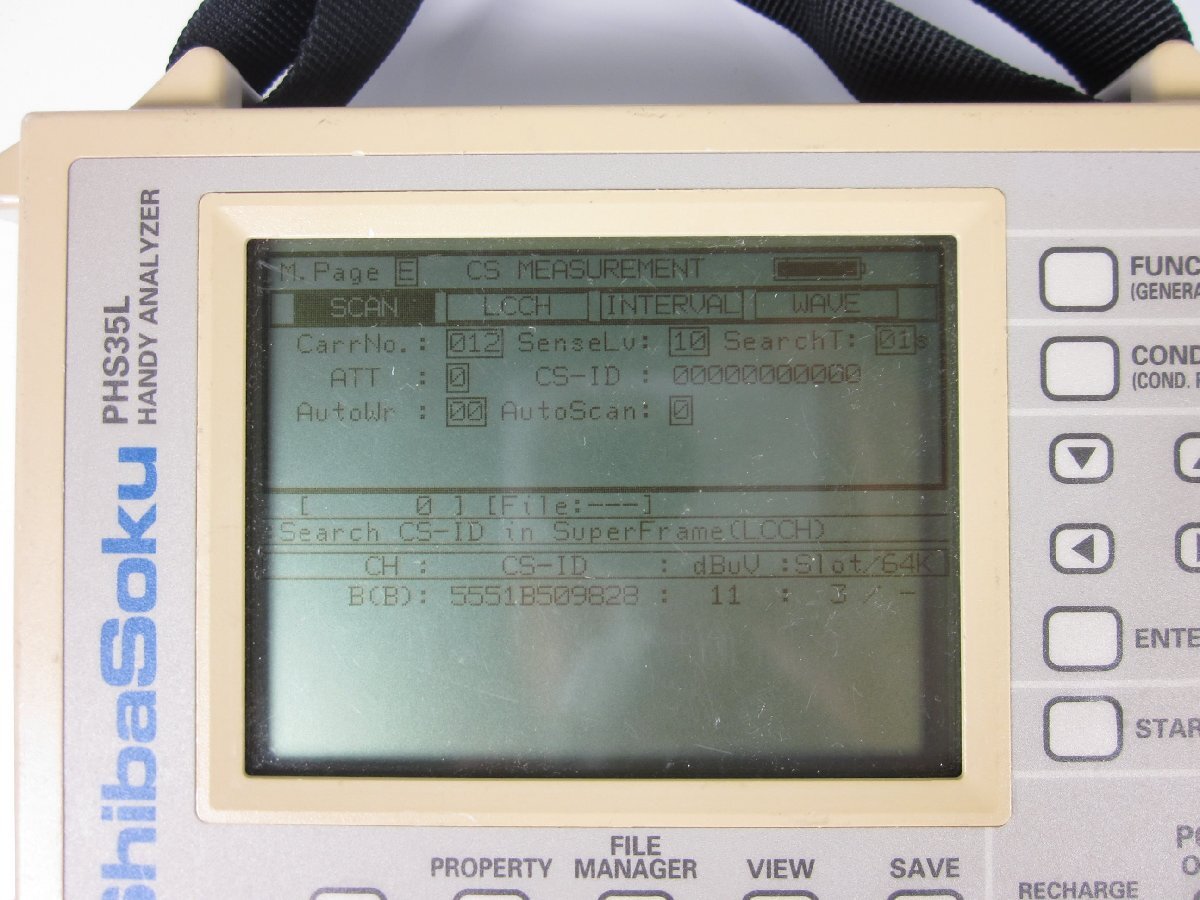 ShibaSoku PHS35L
HANDY ANALYZER
M.Page E CS MEASUREMENT
SCAN LCCH INTERVAL WAVE
CarrNo.: 012 SenseLv: 10 SearchT: 01s
ATT : 0 CS-ID : 00000000000
AutoWr : 00 AutoScan: 0
[ 0 ] [File:---]
Search CS-ID in SuperFrame(LCCH)
CH : CS-ID : dBuV :Slot/64K
B(B): 5551B509828 : 11 : 3 / -
FUNC
(GENERA
COND
(COND.
ENTE
STAR
PROPERTY
FILE
MANAGER
VIEW
SAVE
RECHARGE